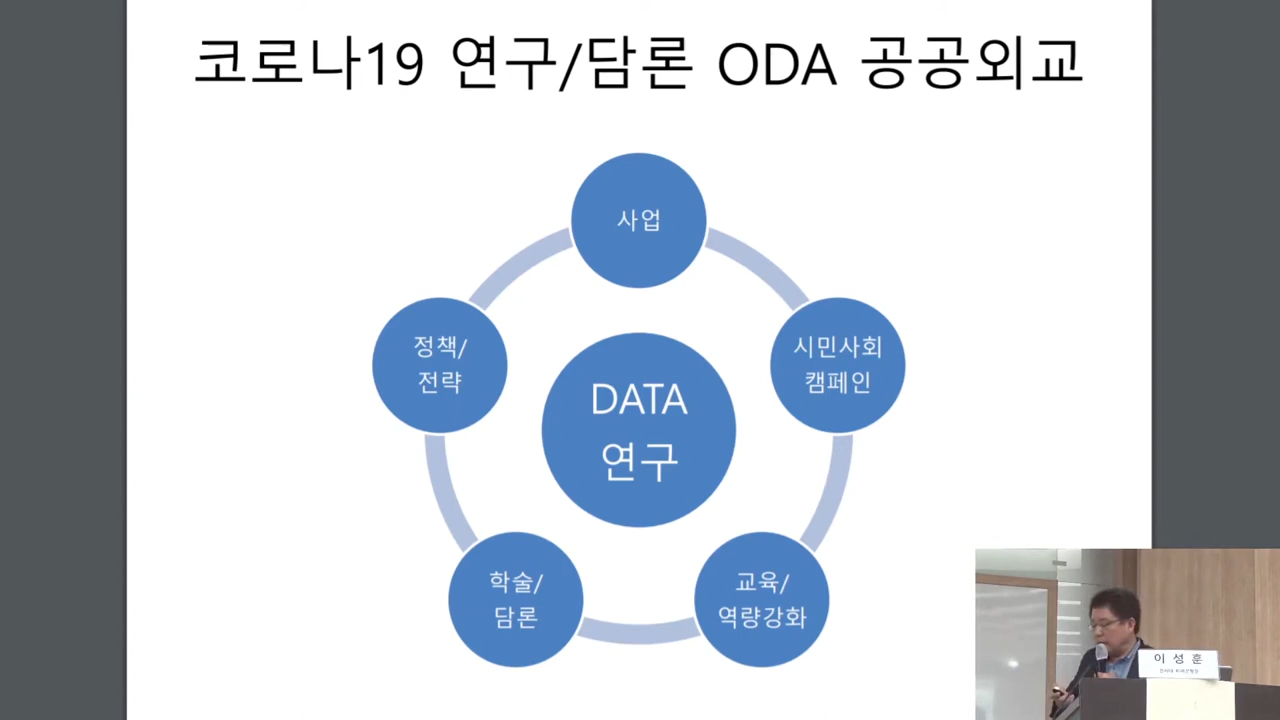 코로나19 연구/담론 ODA 공공외교
사업
정책/
전략
시민사회
캠페인
DATA
연구
학술/
담론
교육/
역량강화
이 성 훈